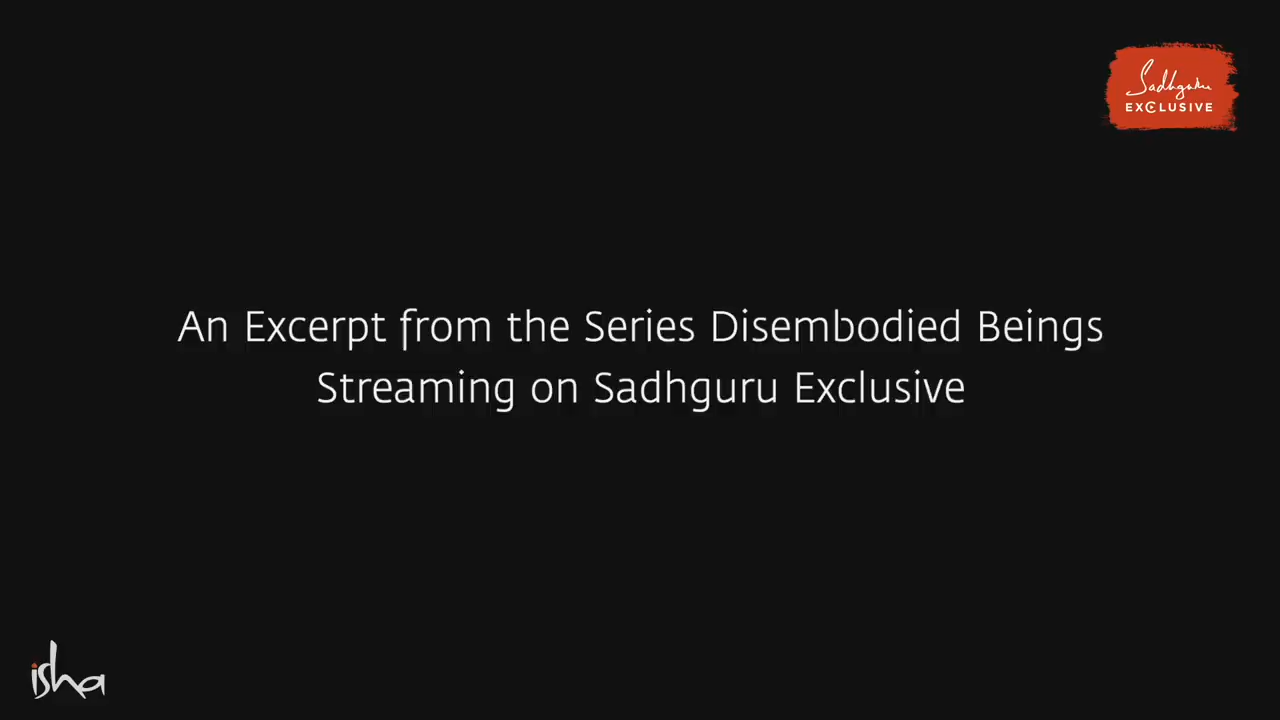 Sadhguru
EXCLUSIVE
An Excerpt from the Series Disembodied Beings
Streaming on Sadhguru Exclusive
isha